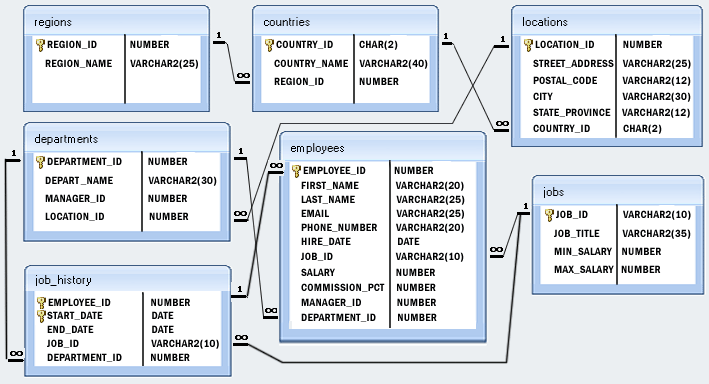 regions
REGION_ID NUMBER
REGION_NAME VARCHAR2(25)
1
∞
countries
COUNTRY_ID CHAR(2)
COUNTRY_NAME VARCHAR2(40)
REGION_ID NUMBER
1
∞
locations
LOCATION_ID NUMBER
STREET_ADDRESS VARCHAR2(25)
POSTAL_CODE VARCHAR2(12)
CITY VARCHAR2(30)
STATE_PROVINCE VARCHAR2(12)
COUNTRY_ID CHAR(2)
1
∞
departments
DEPARTMENT_ID NUMBER
DEPART_NAME VARCHAR2(30)
MANAGER_ID NUMBER
LOCATION_ID NUMBER
1
1
∞
employees
EMPLOYEE_ID NUMBER
FIRST_NAME VARCHAR2(20)
LAST_NAME VARCHAR2(25)
EMAIL VARCHAR2(25)
PHONE_NUMBER VARCHAR2(20)
HIRE_DATE DATE
JOB_ID VARCHAR2(10)
SALARY NUMBER
COMMISSION_PCT NUMBER
MANAGER_ID NUMBER
DEPARTMENT_ID NUMBER
∞
∞
jobs
JOB_ID VARCHAR2(10)
JOB_TITLE VARCHAR2(35)
MIN_SALARY NUMBER
MAX_SALARY NUMBER
1
∞
job_history
EMPLOYEE_ID NUMBER
START_DATE DATE
END_DATE DATE
JOB_ID VARCHAR2(10)
DEPARTMENT_ID NUMBER
1
∞
∞